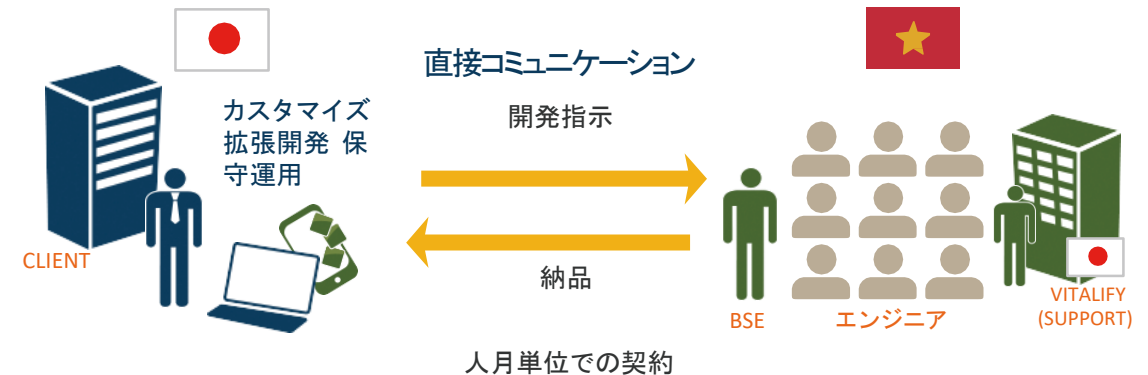 直接コミュニケーション
カスタマイズ
拡張開発 保
守運用
開発指示
CLIENT
納品
BSE
エンジニア
VITALIFY
(SUPPORT)
人月単位での契約